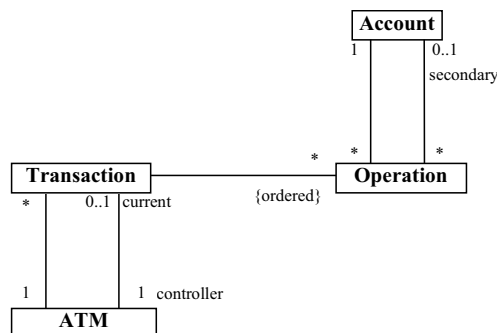 Account
1
0..1
secondary
*
*
*
Transaction
Operation
{ordered}
*
0..1
current
1
1
controller
ATM